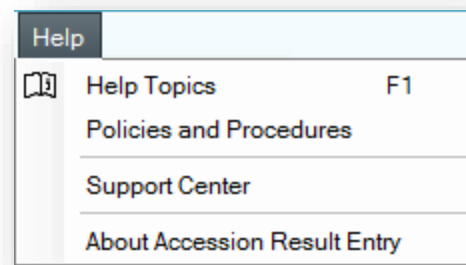 Help
Help Topics F1
Policies and Procedures
Support Center
About Accession Result Entry